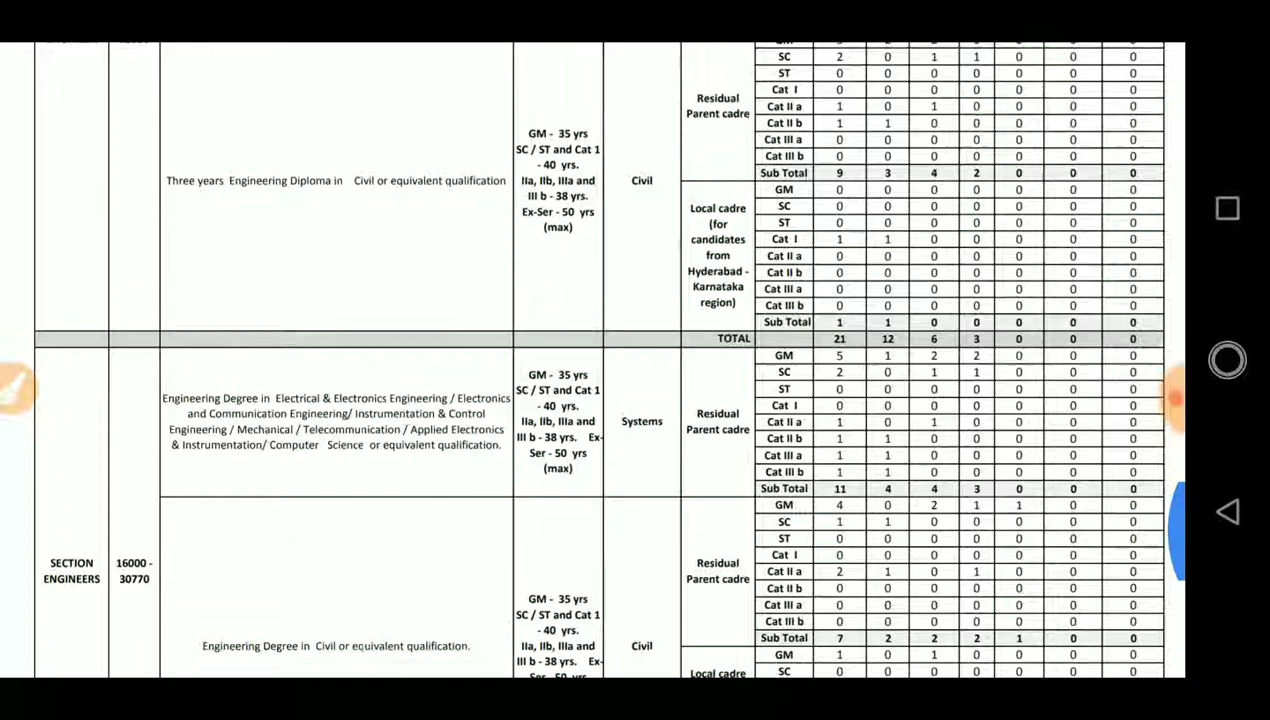 SC 2 0 1 1 0 0 0
ST 0 0 0 0 0 0 0
Cat I 0 0 0 0 0 0 0
Cat II a 1 0 1 0 0 0 0
Cat II b 1 1 0 0 0 0 0
Cat III a 0 0 0 0 0 0 0
Cat III b 0 0 0 0 0 0 0
Sub Total 9 3 4 2 0 0 0
Residual
Parent cadre
GM 0 0 0 0 0 0 0
SC 0 0 0 0 0 0 0
ST 0 0 0 0 0 0 0
Cat I 1 1 0 0 0 0 0
Cat II a 0 0 0 0 0 0 0
Cat II b 0 0 0 0 0 0 0
Cat III a 0 0 0 0 0 0 0
Cat III b 0 0 0 0 0 0 0
Sub Total 1 1 0 0 0 0 0
Local cadre
(for
candidates
from
Hyderabad -
Karnataka
region)
Three years Engineering Diploma in Civil or equivalent qualification
GM - 35 yrs
SC / ST and Cat 1
- 40 yrs.
IIa, IIb, IIIa and
III b - 38 yrs.
Ex-Ser - 50 yrs
(max)
Civil
TOTAL 21 12 6 3 0 0 0
SECTION
ENGINEERS
16000 -
30770
Engineering Degree in Electrical & Electronics Engineering / Electronics
and Communication Engineering/ Instrumentation & Control
Engineering / Mechanical / Telecommunication / Applied Electronics
& Instrumentation/ Computer Science or equivalent qualification.
GM - 35 yrs
SC / ST and Cat 1
- 40 yrs.
IIa, IIb, IIIa and
III b - 38 yrs. Ex-
Ser - 50 yrs
(max)
Systems
Residual
Parent cadre
GM 5 1 2 2 0 0 0
SC 2 0 1 1 0 0 0
ST 0 0 0 0 0 0 0
Cat I 0 0 0 0 0 0 0
Cat II a 1 0 1 0 0 0 0
Cat II b 1 1 0 0 0 0 0
Cat III a 1 1 0 0 0 0 0
Cat III b 1 1 0 0 0 0 0
Sub Total 11 4 4 3 0 0 0
Engineering Degree in Civil or equivalent qualification.
GM - 35 yrs
SC / ST and Cat 1
- 40 yrs.
IIa, IIb, IIIa and
III b - 38 yrs. Ex-
Civil
Residual
Parent cadre
GM 4 0 2 1 1 0 0
SC 1 1 0 0 0 0 0
ST 0 0 0 0 0 0 0
Cat I 0 0 0 0 0 0 0
Cat II a 2 1 0 1 0 0 0
Cat II b 0 0 0 0 0 0 0
Cat III a 0 0 0 0 0 0 0
Cat III b 0 0 0 0 0 0 0
Sub Total 7 2 2 2 1 0 0
Local cadre
GM 1 0 1 0 0 0 0
SC 0 0 0 0 0 0 0